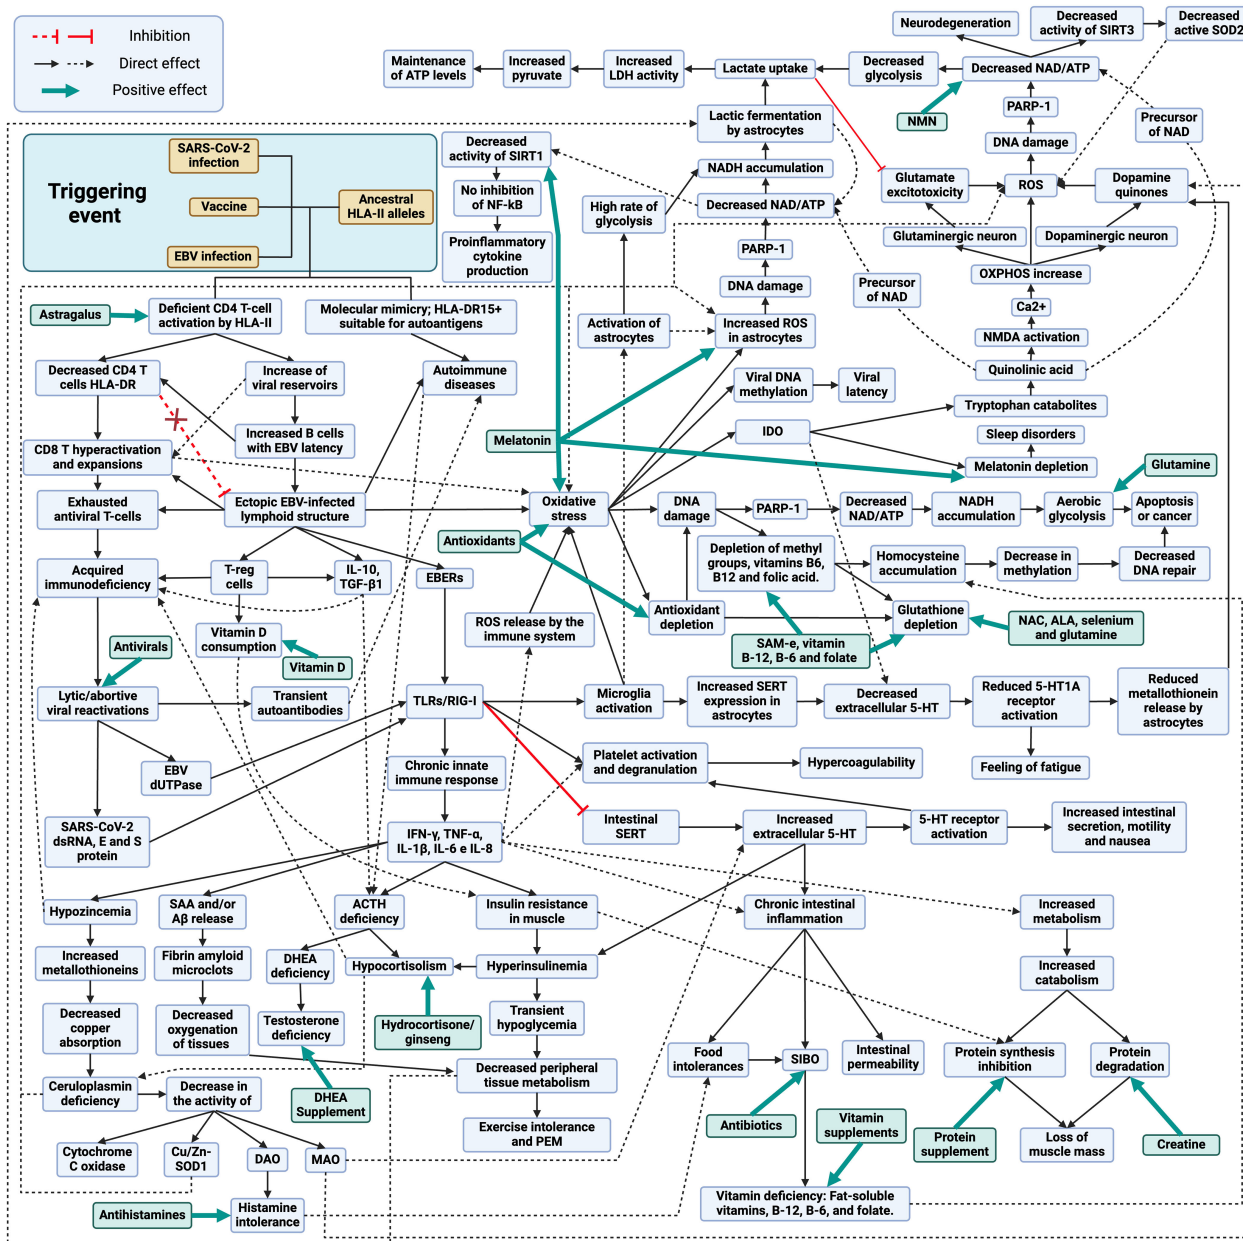 Inhibition
Direct effect
Positive effect
Neurodegeneration
Decreased
activity of SIRT3
Decreased
active SOD2
Maintenance
of ATP levels
Increased
pyruvate
Increased
LDH activity
Lactate uptake
Decreased
glycolysis
Decreased NAD/ATP
NMN
PARP-1
Precursor
of NAD
DNA damage
Lactic fermentation
by astrocytes
Triggering
event
SARS-CoV-2
infection
Vaccine
EBV infection
Ancestral
HLA-II alleles
Decreased
activity of SIRT1
No inhibition
of NF-kB
Proinflammatory
cytokine
production
NADH accumulation
High rate of
glycolysis
Decreased NAD/ATP
PARP-1
DNA damage
Glutamate
excitotoxicity
ROS
Dopamine
quinones
Glutaminergic neuron
Dopaminergic neuron
OXPHOS increase
Precursor
of NAD
Ca2+
NMDA activation
Quinolinic acid
Astragalus
Deficient CD4 T-cell
activation by HLA-II
Molecular mimicry; HLA-DR15+
suitable for autoantigens
Activation of
astrocytes
Increased ROS
in astrocytes
Decreased CD4 T
cells HLA-DR
Increase of
viral reservoirs
Autoimmune
diseases
Viral DNA
methylation
Viral
latency
Tryptophan catabolites
IDO
Sleep disorders
Melatonin depletion
Glutamine
Melatonin
CD8 T hyperactivation
and expansions
Increased B cells
with EBV latency
Exhausted
antiviral T-cells
Ectopic EBV-infected
lymphoid structure
Oxidative
stress
DNA
damage
PARP-1
Decreased
NAD/ATP
NADH
accumulation
Aerobic
glycolysis
Apoptosis
or cancer
Antioxidants
Depletion of methyl
groups, vitamins B6,
B12 and folic acid.
Homocysteine
accumulation
Decrease in
methylation
Decreased
DNA repair
Acquired
immunodeficiency
T-reg
cells
IL-10,
TGF-β1
EBERs
Antioxidant
depletion
Glutathione
depletion
NAC, ALA, selenium
and glutamine
ROS release by the
immune system
SAM-e, vitamin
B-12, B-6 and folate
Vitamin D
consumption
Vitamin D
Antivirals
Lytic/abortive
viral reactivations
Transient
autoantibodies
TLRs/RIG-I
Microglia
activation
Increased SERT
expression in
astrocytes
Decreased
extracellular 5-HT
Reduced 5-HT1A
receptor
activation
Reduced
metallothionein
release by
astrocytes
EBV
dUTPase
Chronic innate
immune response
Platelet activation
and degranulation
Hypercoagulability
Feeling of fatigue
SARS-CoV-2
dsRNA, E and S
protein
IFN-γ, TNF-α,
IL-1β, IL-6 e IL-8
Intestinal
SERT
Increased
extracellular 5-HT
5-HT receptor
activation
Increased intestinal
secretion, motility
and nausea
Hypozincemia
SAA and/or
Aβ release
ACTH
deficiency
Insulin resistance
in muscle
Chronic intestinal
inflammation
Increased
metabolism
Increased
metallothioneins
Fibrin amyloid
microclots
DHEA
deficiency
Hypocortisolism
Hyperinsulinemia
Increased
catabolism
Decreased
copper
absorption
Decreased
oxygenation
of tissues
Testosterone
deficiency
Hydrocortisone/
ginseng
Transient
hypoglycemia
Food
intolerances
SIBO
Intestinal
permeability
Protein synthesis
inhibition
Protein
degradation
Ceruloplasmin
deficiency
Decrease in
the activity of
DHEA
Supplement
Decreased peripheral
tissue metabolism
Exercise intolerance
and PEM
Antibiotics
Vitamin
supplements
Protein
supplement
Loss of
muscle mass
Creatine
Cytochrome
C oxidase
Cu/Zn-
SOD1
DAO
MAO
Antihistamines
Histamine
intolerance
Vitamin deficiency: Fat-soluble
vitamins, B-12, B-6, and folate.